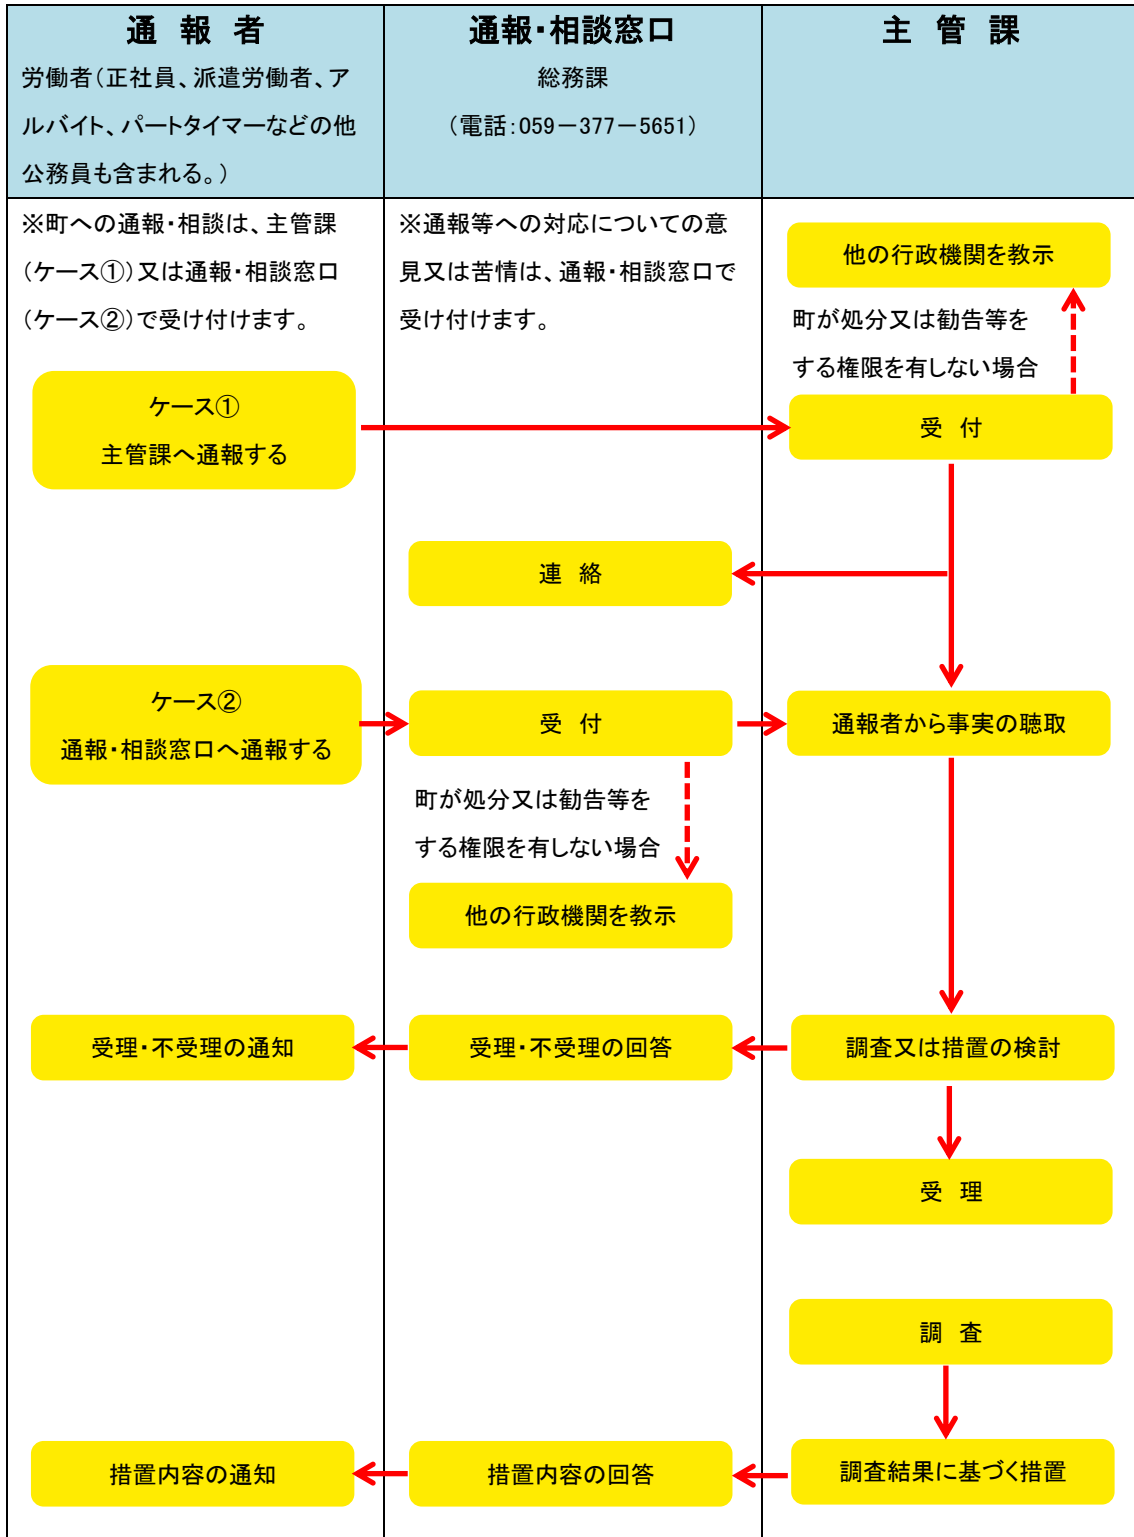 通 報 者
労働者（正社員、派遣労働者、ア
ルバイト、パートタイマーなどの他
公務員も含まれる。）
通報・相談窓口
総務課
（電話：059－377－5651）
主 管 課
※町への通報・相談は、主管課
（ケース①）又は通報・相談窓口
（ケース②）で受け付けます。
※通報等への対応についての意
見又は苦情は、通報・相談窓口で
受け付けます。
他の行政機関を教示
町が処分又は勧告等を
する権限を有しない場合
ケース①
主管課へ通報する
受 付
連 絡
ケース②
通報・相談窓口へ通報する
受 付
通報者から事実の聴取
町が処分又は勧告等を
する権限を有しない場合
他の行政機関を教示
受理・不受理の通知
受理・不受理の回答
調査又は措置の検討
受 理
調 査
措置内容の通知
措置内容の回答
調査結果に基づく措置